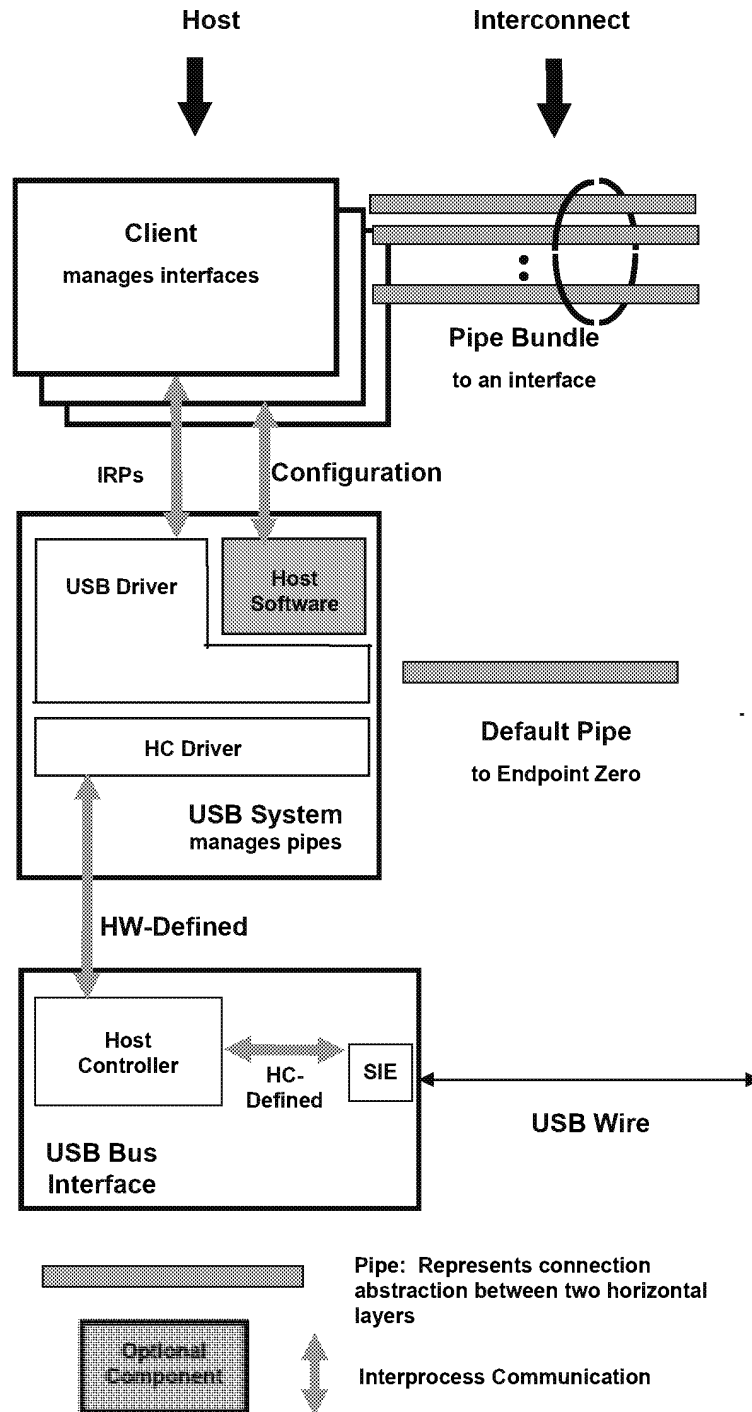 Host
Interconnect
Client
manages interfaces
Pipe Bundle
to an interface
IRPs
Configuration
USB Driver
Host
Software
HC Driver
USB System
manages pipes
Default Pipe
to Endpoint Zero
HW-Defined
Host
Controller
HC-
Defined
SIE
USB Wire
USB Bus
Interface
Pipe: Represents connection
abstraction between two horizontal
layers
Optional
Component
Interprocess Communication